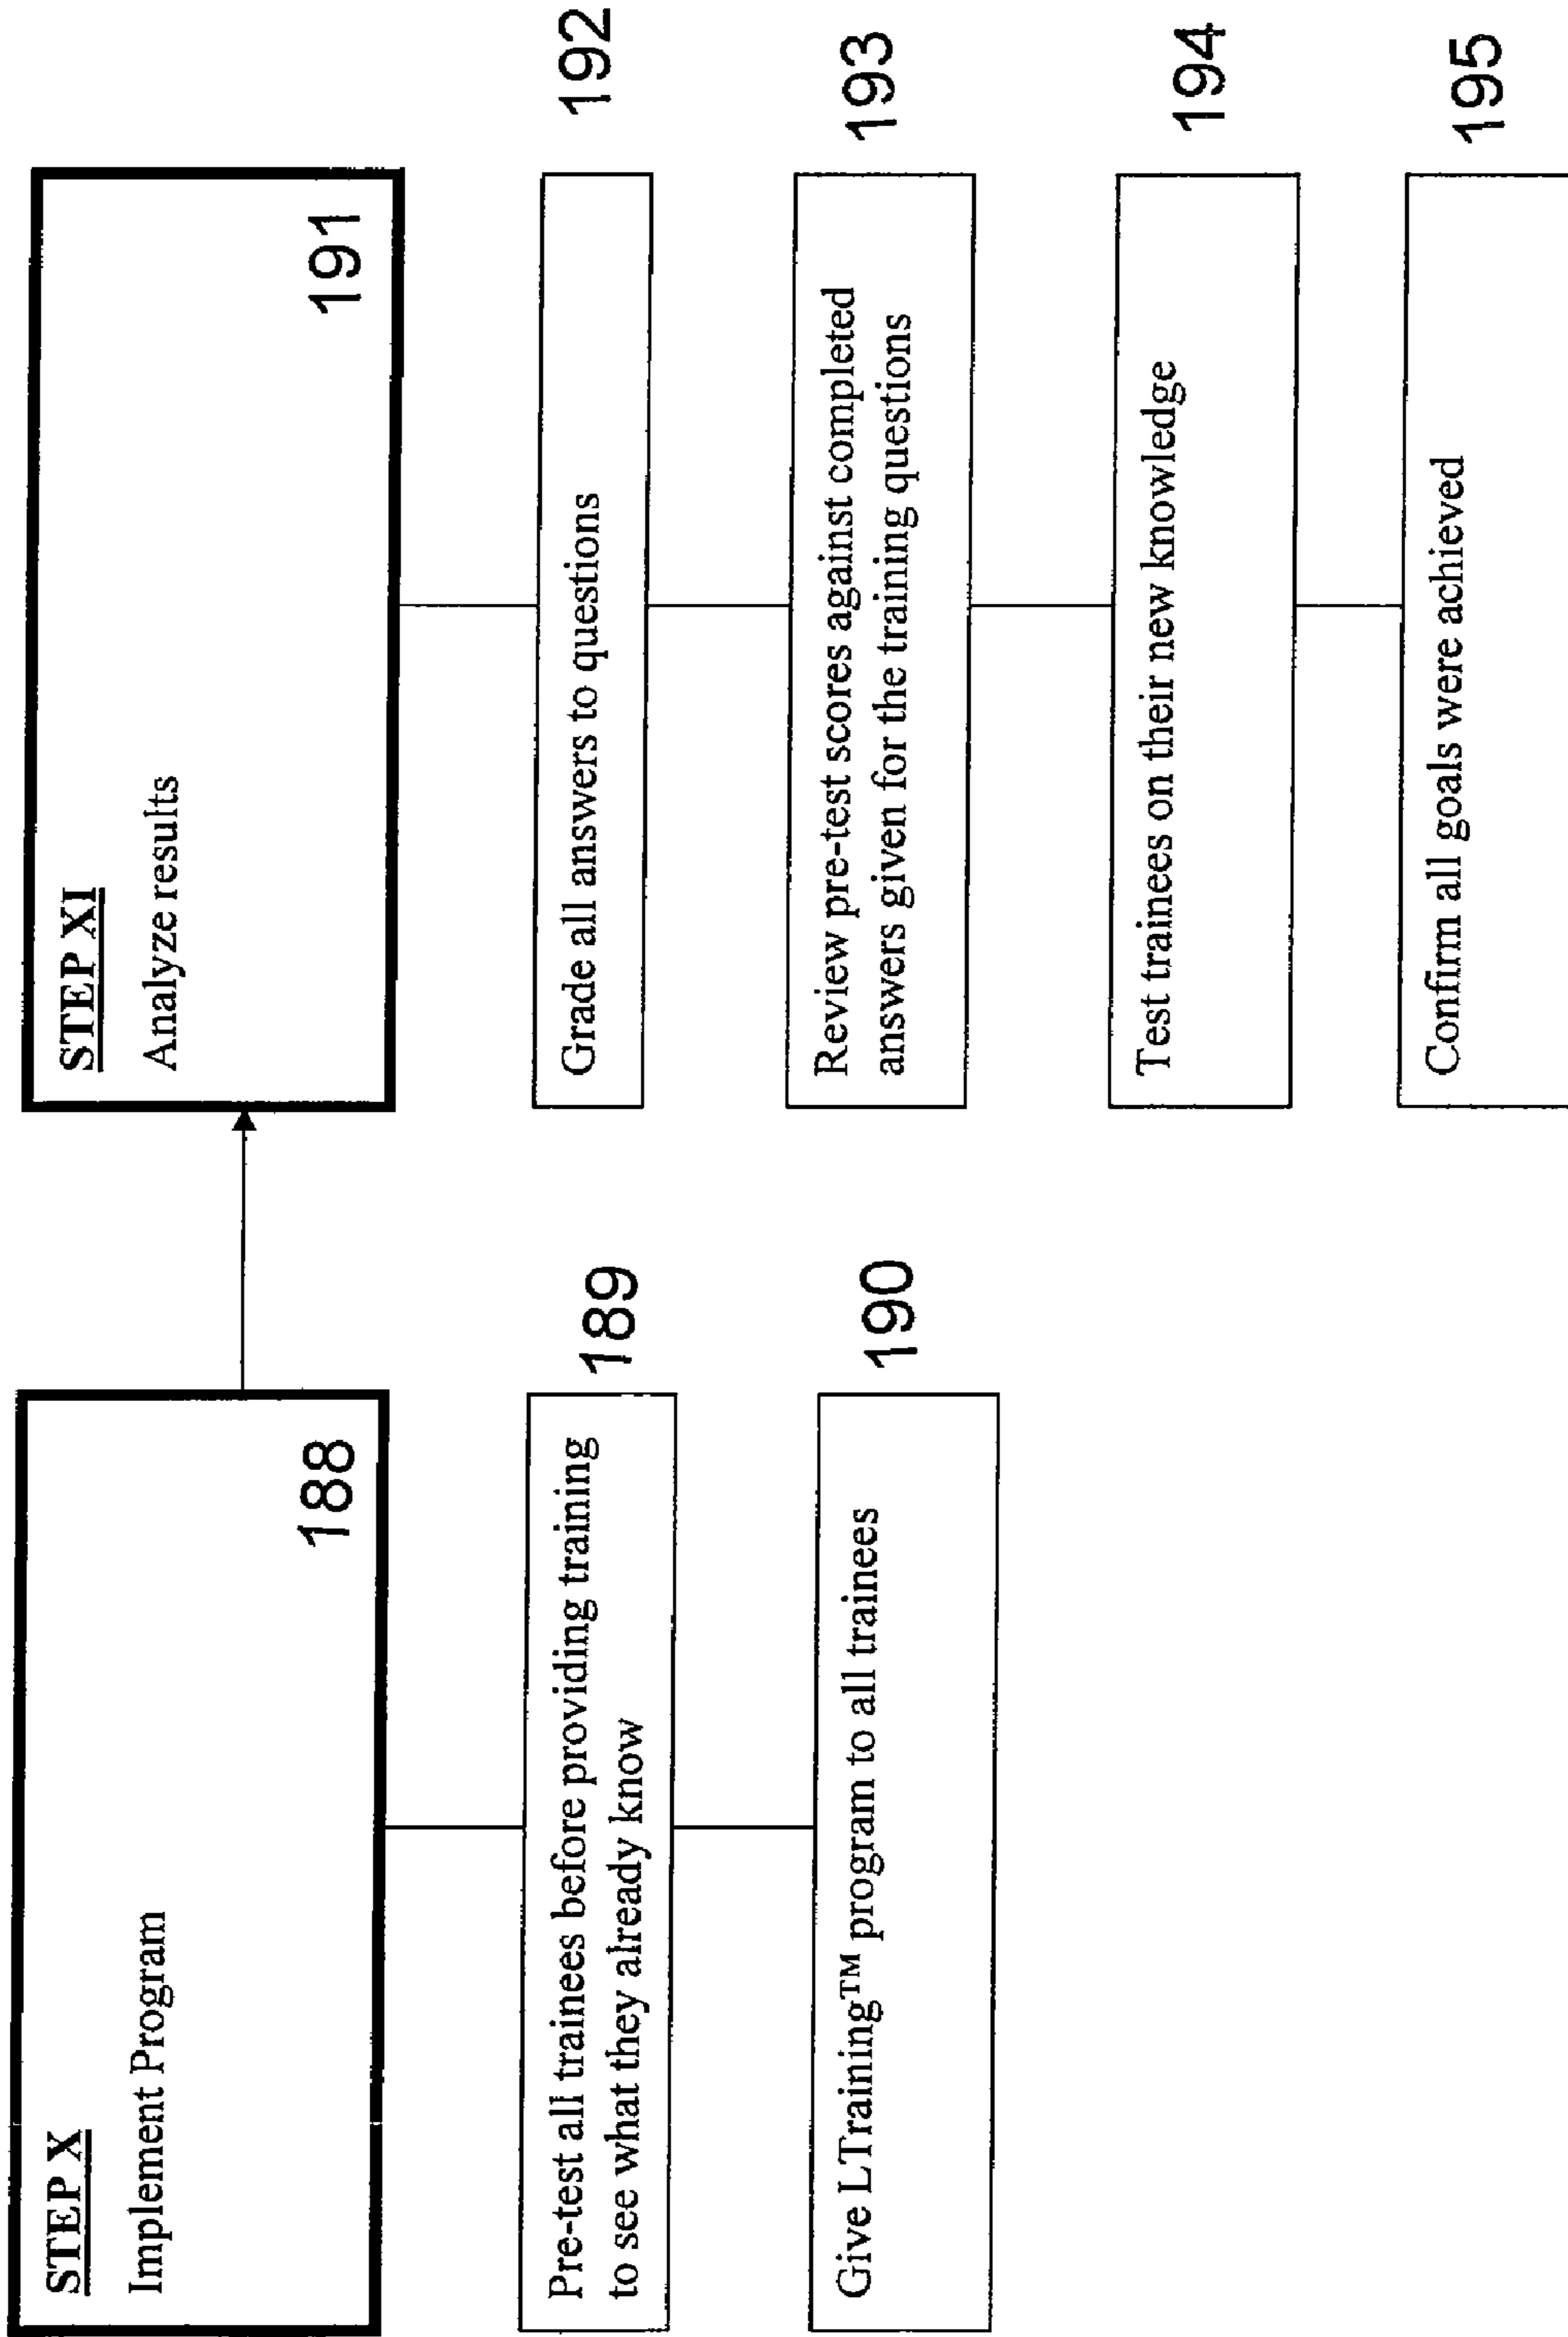 STEP X
Implement Program
188
Pre-test all trainees before providing training
to see what they already know
189
Give LTraining™ program to all trainees
190
STEP XI
Analyze results
191
Grade all answers to questions
192
Review pre-test scores against completed
answers given for the training questions
193
Test trainees on their new knowledge
194
Confirm all goals were achieved
195